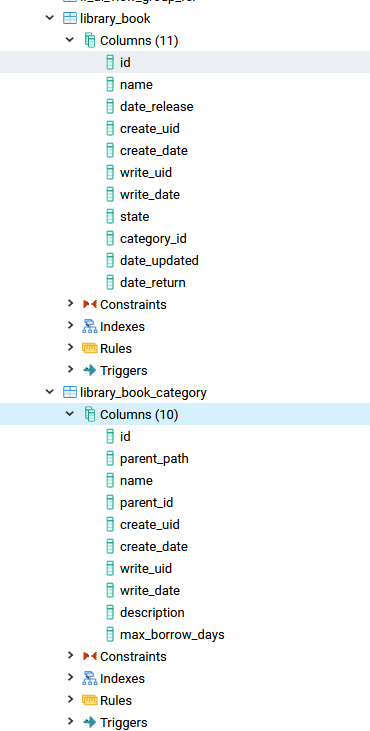 library_book
Columns (11)
id
name
date_release
create_uid
create_date
write_uid
write_date
state
category_id
date_updated
date_return
Constraints
Indexes
Rules
Triggers
library_book_category
Columns (10)
id
parent_path
name
parent_id
create_uid
create_date
write_uid
write_date
description
max_borrow_days
Constraints
Indexes
Rules
Triggers